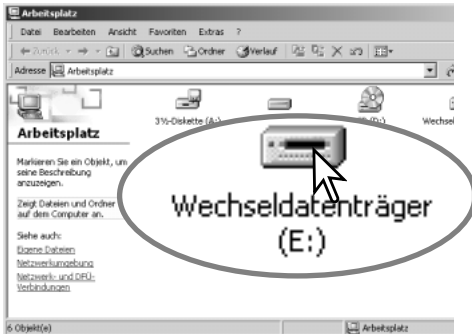 Arbeitsplatz
Datei Bearbeiten Ansicht Favoriten Extras ?
Zurück Suchen Ordner Verlauf
Adresse Arbeitsplatz
3½-Diskette (A:)
(D:)
Wechsel
Arbeitsplatz
Markieren Sie ein Objekt, um
seine Beschreibung
anzuzeigen.
Zeigt Dateien und Ordner
auf dem Computer an.
Siehe auch:
Eigene Dateien
Netzwerkumgebung
Netzwerk- und DFÜ-
Verbindungen
Wechseldatenträger
(E:)
6 Objekt(e)
Arbeitsplatz